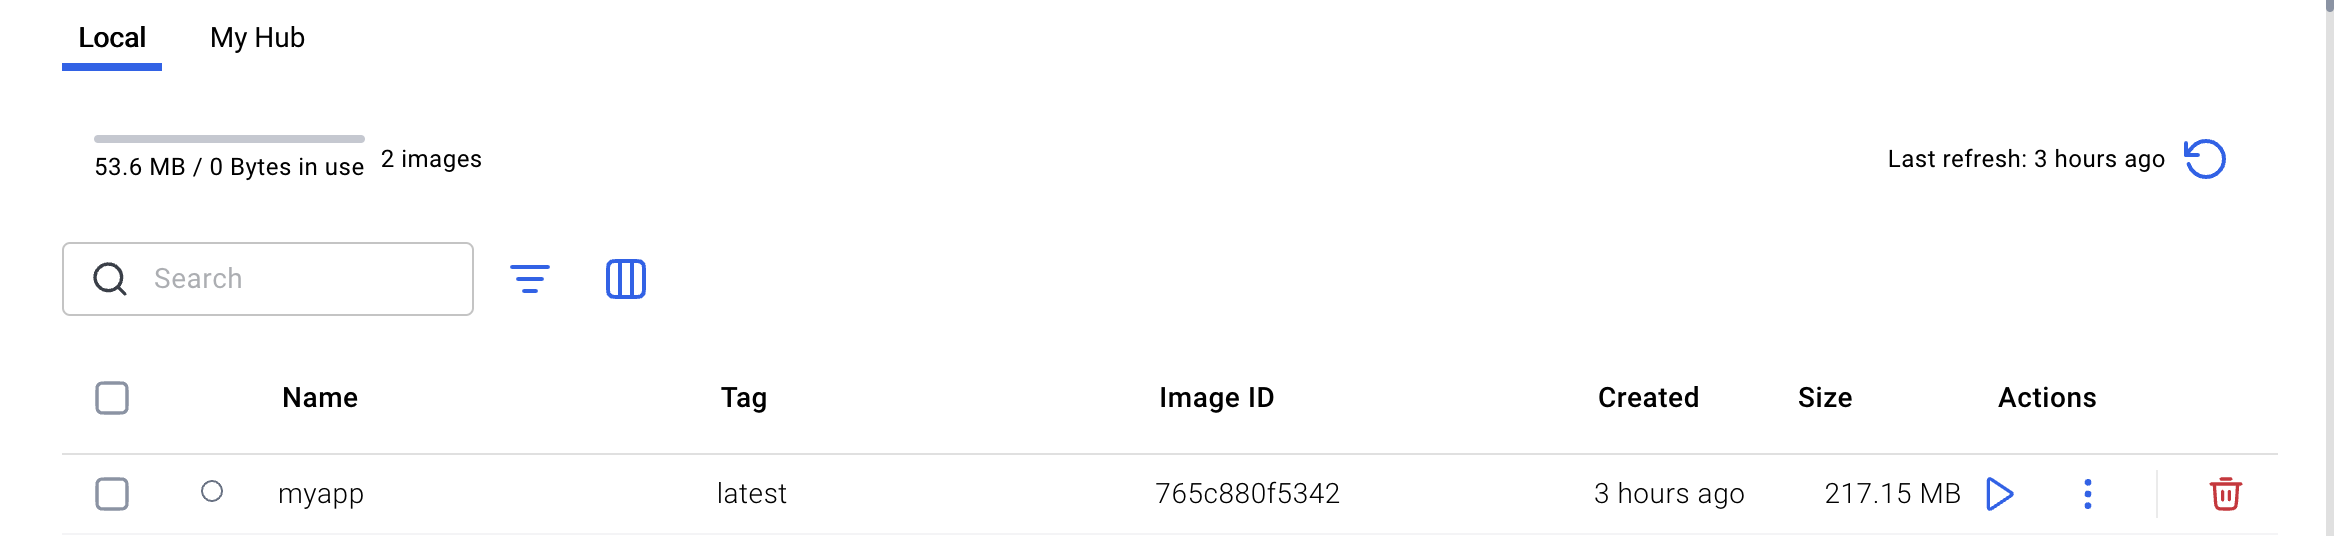 Local My Hub
53.6 MB / 0 Bytes in use 2 images Last refresh: 3 hours ago
Search
Name Tag Image ID Created Size Actions
myapp latest 765c880f5342 3 hours ago 217.15 MB